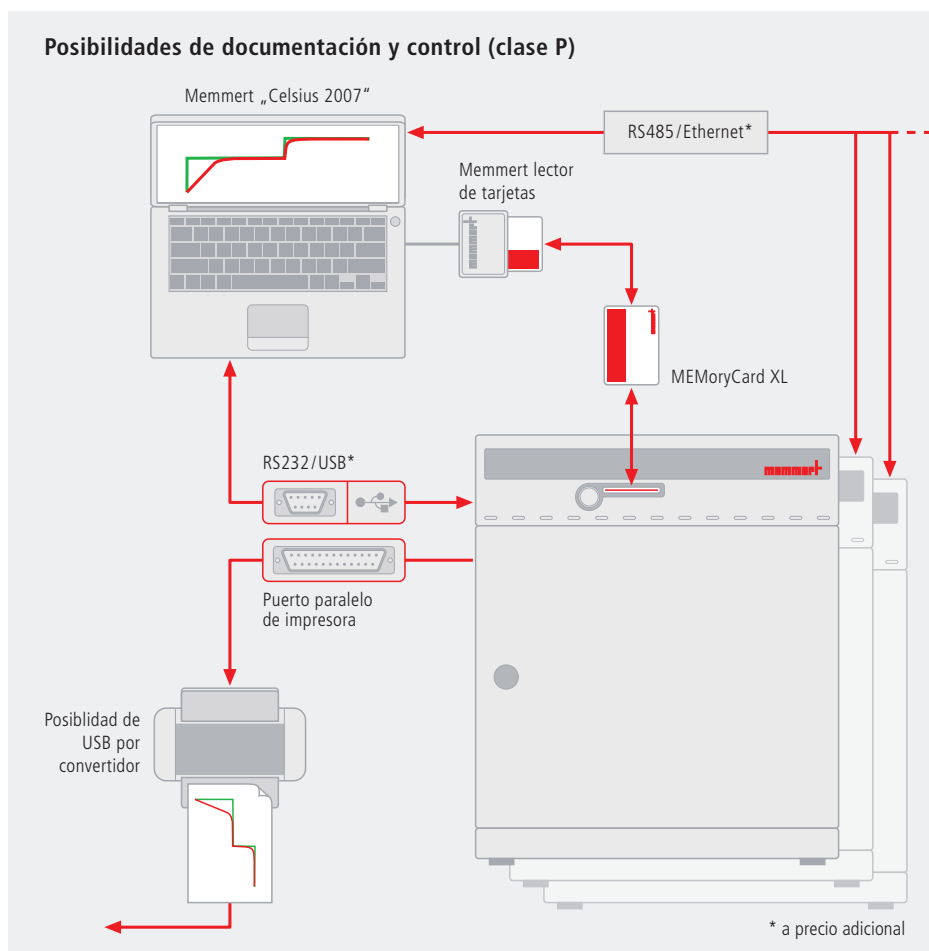 Posibilidades de documentación y control (clase P)
Memmert „Celsius 2007“
RS485/Ethernet*
Memmert lector
de tarjetas
memmert
MEMoryCard XL
RS232/USB*
memmert
Puerto paralelo
de impresora
Posiblidad de
USB por
convertidor
* a precio adicional